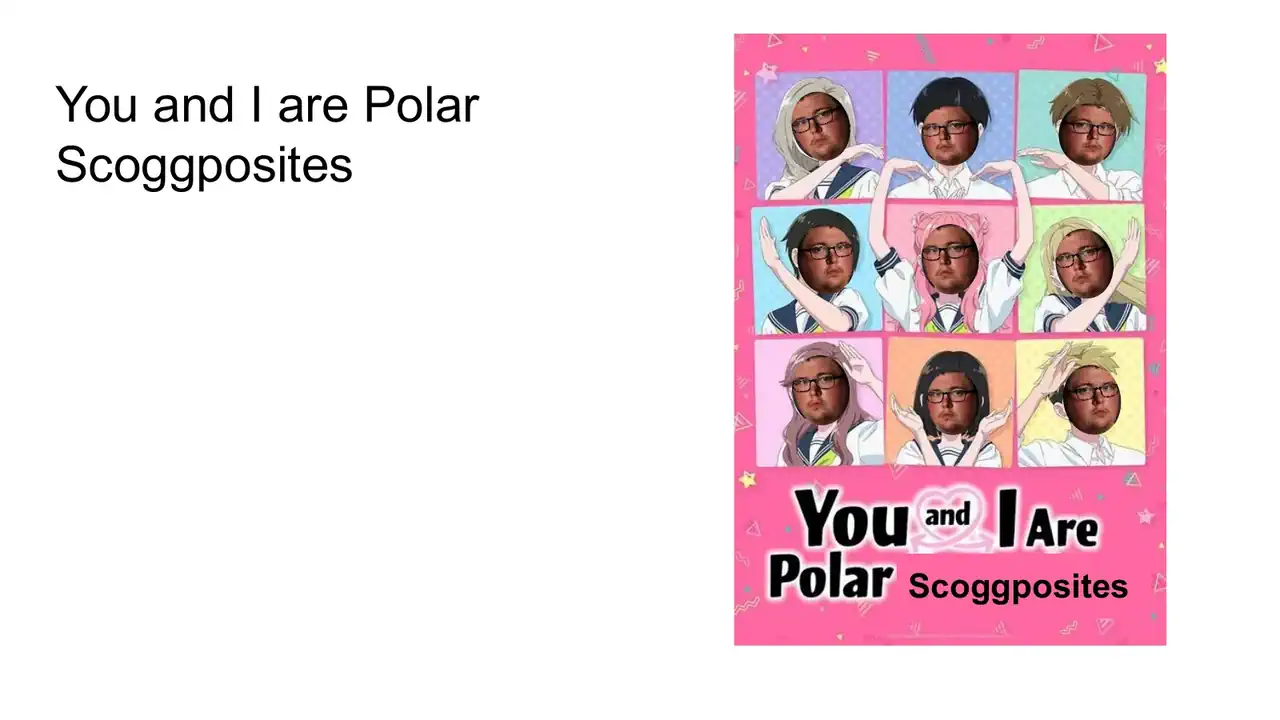 You and I are Polar
Scoggposites
You and I Are
Polar Scoggposites